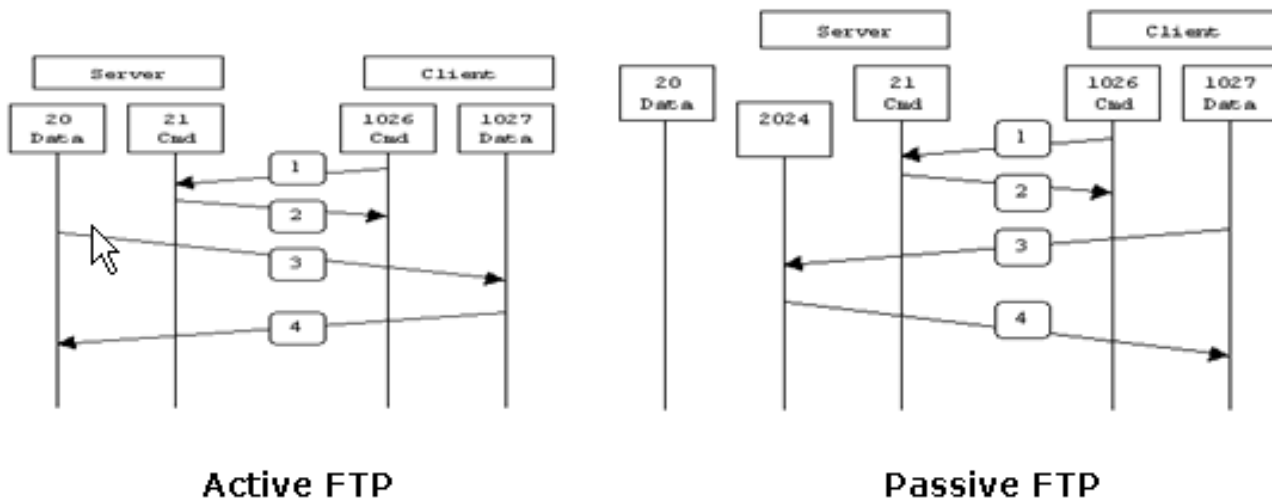 Server
Client
20
Data
21
Cmd
1026
Cmd
1027
Data
1
2
3
4
Active FTP
Server
Client
20
Data
2024
21
Cmd
1026
Cmd
1027
Data
1
2
3
4
Passive FTP